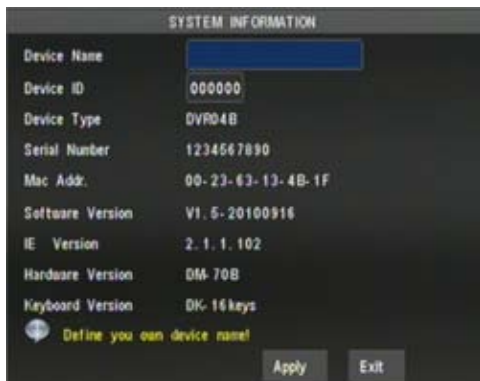 SYSTEM INFORMATION
Device Name
Device ID 000000
Device Type DVR04B
Serial Number 1234567890
Mac Addr. 00-23-63-13-4B-1F
Software Version V1.5-20100916
IE Version 2.1.1.102
Hardware Version DM-70B
Keyboard Version DK-16keys
Define you own device name!
Apply Exit